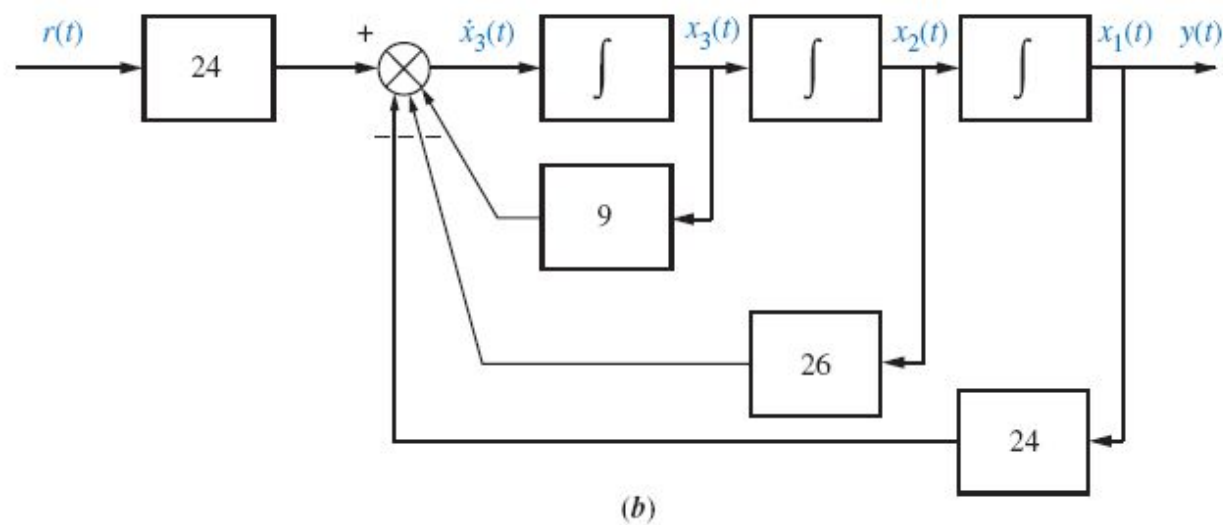 r(t)
24
+
ẋ₃(t)
∫
x₃(t)
∫
x₂(t)
∫
x₁(t)
y(t)
− − −
9
26
24
(b)